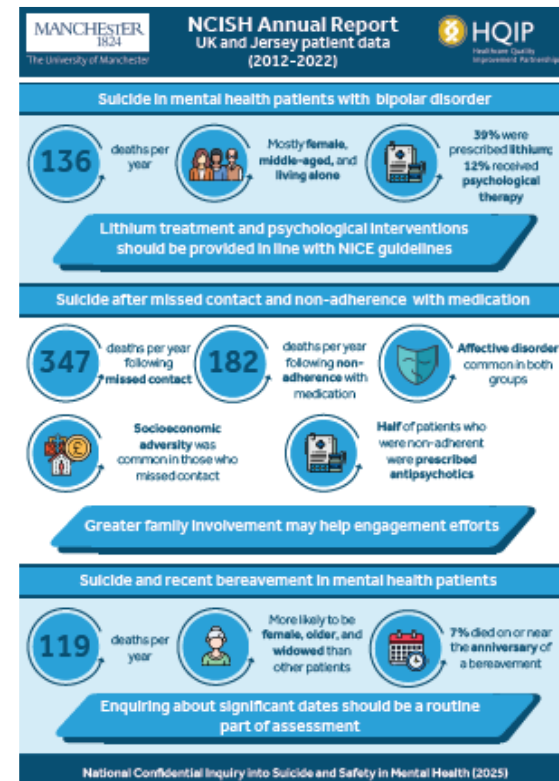 MANCHESTER
1824
The University of Manchester
NCISH Annual Report
UK and Jersey patient data
(2012-2022)
HQIP
Healthcare Quality
Improvement Partnership
Suicide in mental health patients with bipolar disorder
136
deaths per
year
Mostly female,
middle-aged, and
living alone
39% were
prescribed lithium;
12% received
psychological
therapy
Lithium treatment and psychological interventions
should be provided in line with NICE guidelines
Suicide after missed contact and non-adherence with medication
347
deaths per year
following
missed contact
182
deaths per year
following non-
adherence with
medication
Affective disorder
common in both
groups
Socioeconomic
adversity was
common in those who
missed contact
Half of patients who
were non-adherent
were prescribed
antipsychotics
Greater family involvement may help engagement efforts
Suicide and recent bereavement in mental health patients
119
deaths per
year
More likely to be
female, older, and
widowed than
other patients
7% died on or near
the anniversary of
a bereavement
Enquiring about significant dates should be a routine
part of assessment
National Confidential Inquiry into Suicide and Safety in Mental Health (2025)